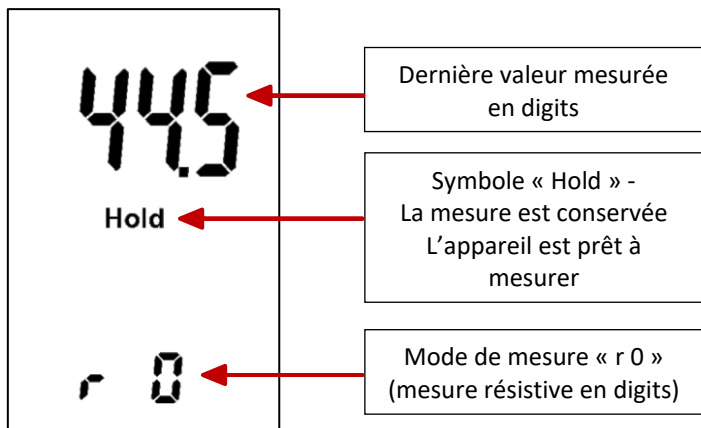 44.5
Dernière valeur mesurée
en digits
Hold
Symbole « Hold » -
La mesure est conservée
L’appareil est prêt à
mesurer
r 0
Mode de mesure « r 0 »
(mesure résistive en digits)